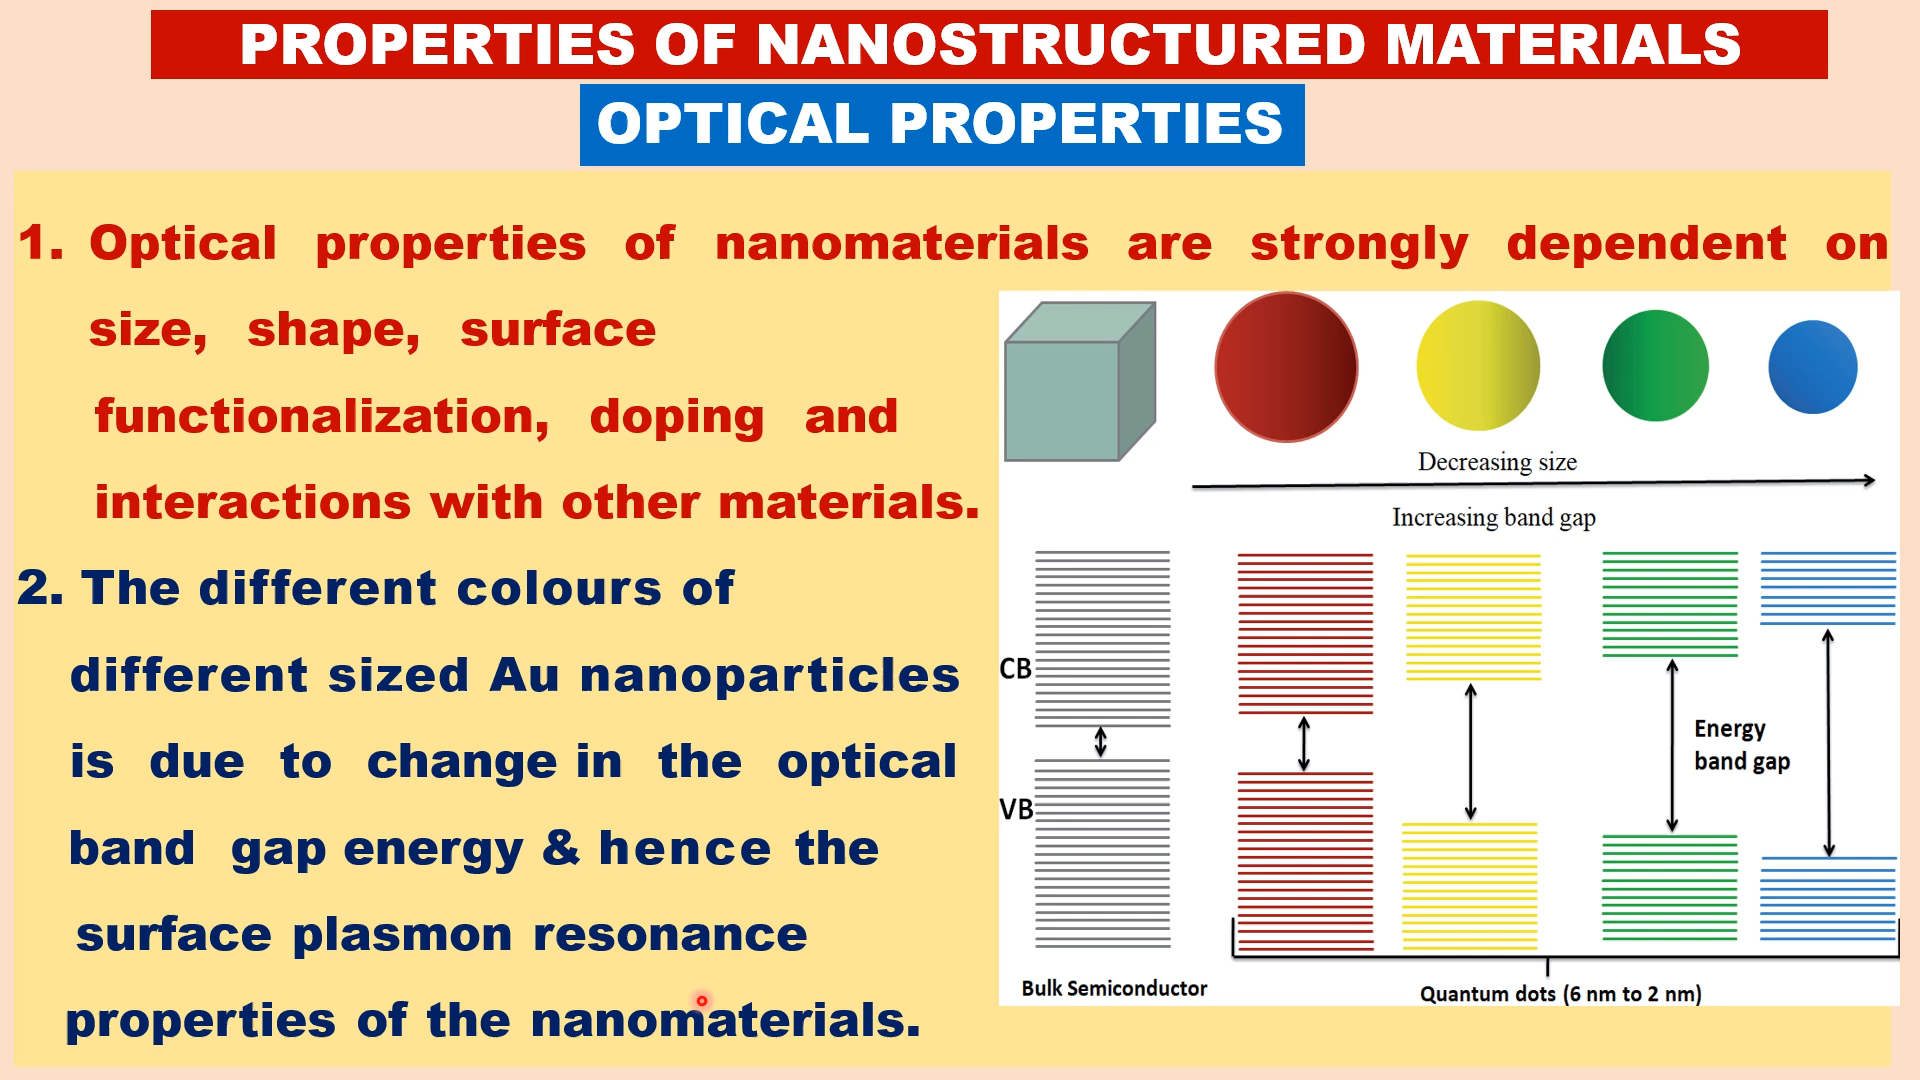 PROPERTIES OF NANOSTRUCTURED MATERIALS
OPTICAL PROPERTIES
1. Optical properties of nanomaterials are strongly dependent on
size, shape, surface
functionalization, doping and
interactions with other materials.
2. The different colours of
different sized Au nanoparticles
is due to change in the optical
band gap energy & hence the
surface plasmon resonance
properties of the nanomaterials.
Decreasing size
Increasing band gap
CB
VB
Energy
band gap
Bulk Semiconductor
Quantum dots (6 nm to 2 nm)